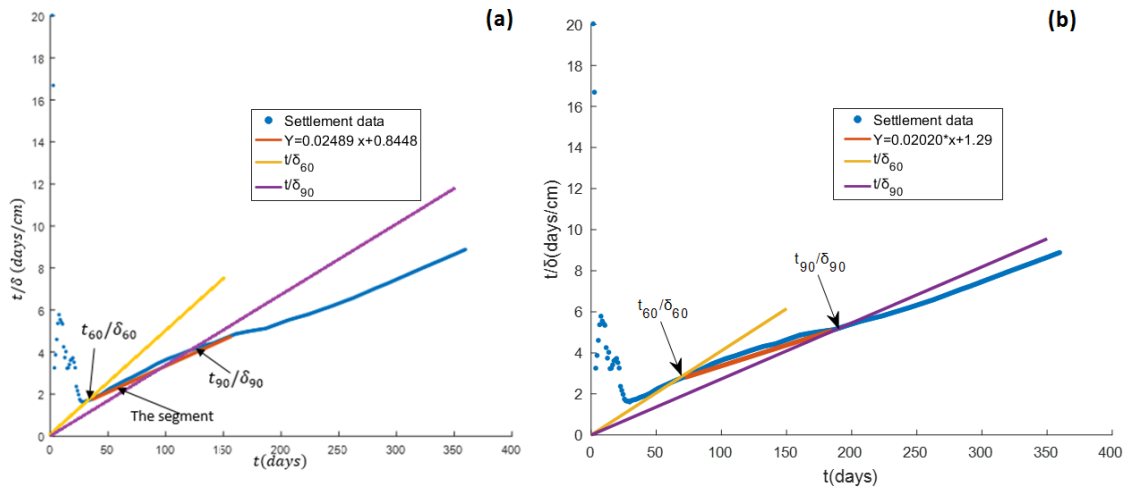 (a)
20
18
16
14
12
10
8
6
4
2
0
t/δ (days/cm)
Settlement data
Y=0.02489 x+0.8448
t/δ60
t/δ90
t60/δ60
t90/δ90
The segment
0 50 100 150 200 250 300 350 400
t(days)
(b)
20
18
16
14
12
10
8
6
4
2
0
t/δ(days/cm)
Settlement data
Y=0.02020*x+1.29
t/δ60
t/δ90
t90/δ90
t60/δ60
0 50 100 150 200 250 300 350 400
t(days)